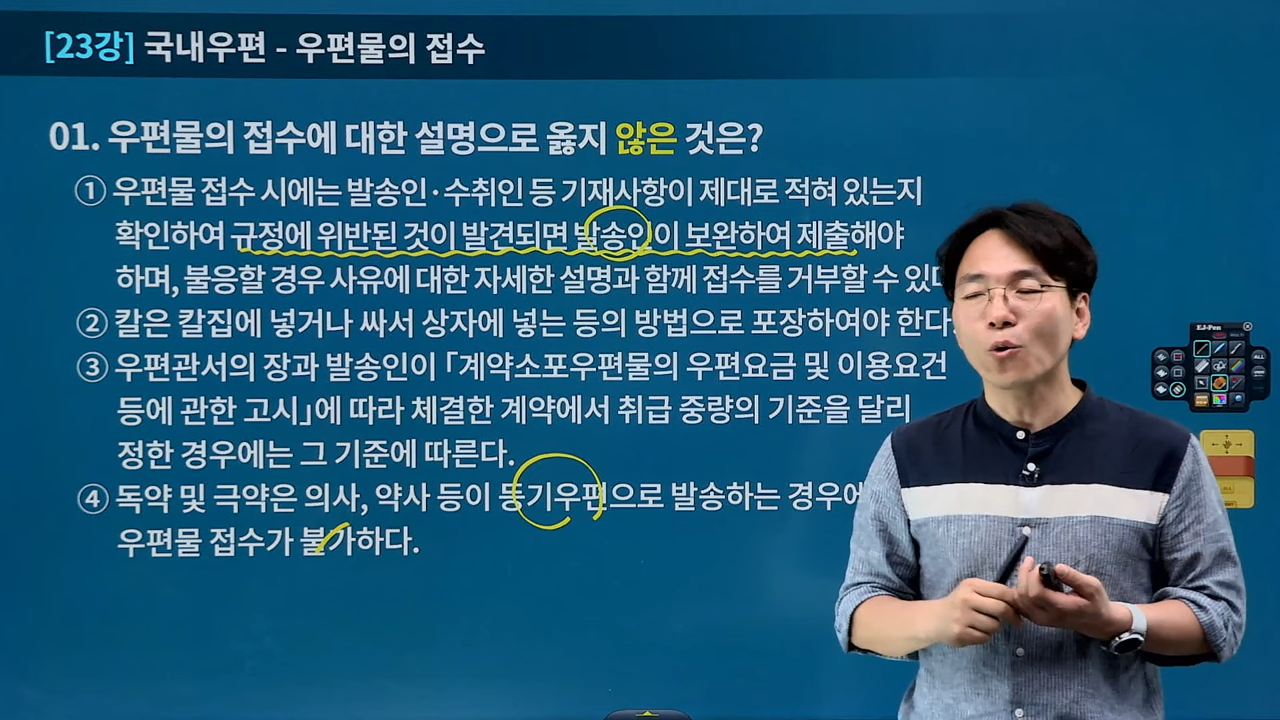 [23강] 국내우편 - 우편물의 접수
01. 우편물의 접수에 대한 설명으로 옳지 않은 것은?
① 우편물 접수 시에는 발송인·수취인 등 기재사항이 제대로 적혀 있는지
확인하여 규정에 위반된 것이 발견되면 발송인이 보완하여 제출해야
하며, 불응할 경우 사유에 대한 자세한 설명과 함께 접수를 거부할 수 있다
② 칼은 칼집에 넣거나 싸서 상자에 넣는 등의 방법으로 포장하여야 한다
③ 우편관서의 장과 발송인이 「계약소포우편물의 우편요금 및 이용요건
등에 관한 고시」에 따라 체결한 계약에서 취급 중량의 기준을 달리
정한 경우에는 그 기준에 따른다.
④ 독약 및 극약은 의사, 약사 등이 등기우편으로 발송하는 경우에
우편물 접수가 불가하다.
EJ-Pen
ALL